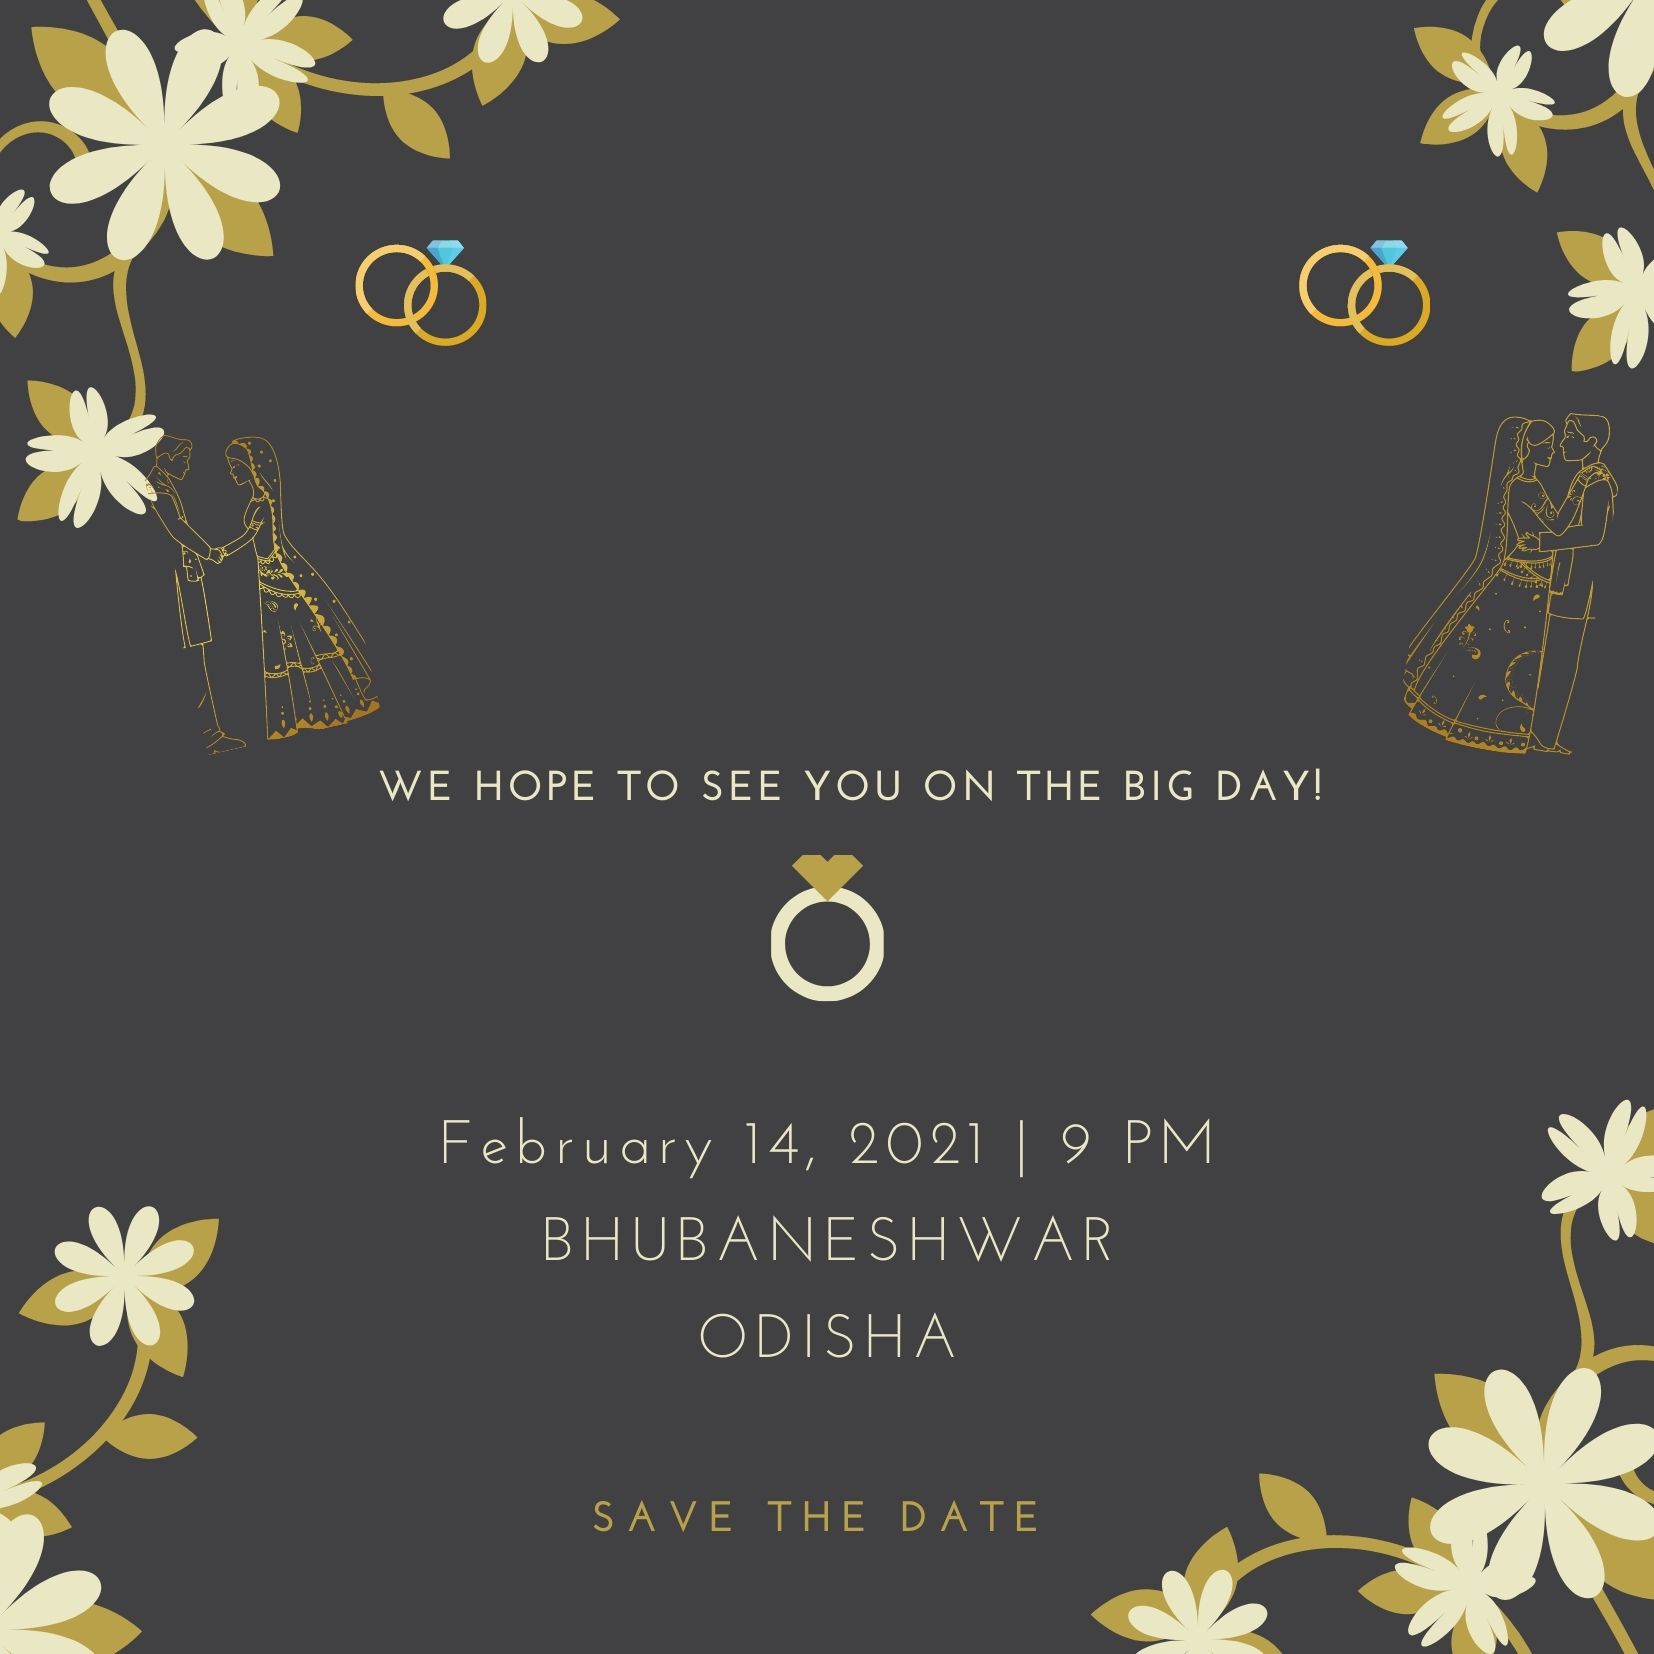 WE HOPE TO SEE YOU ON THE BIG DAY!
February 14, 2021 | 9 PM
BHUBANESHWAR
ODISHA
SAVE THE DATE